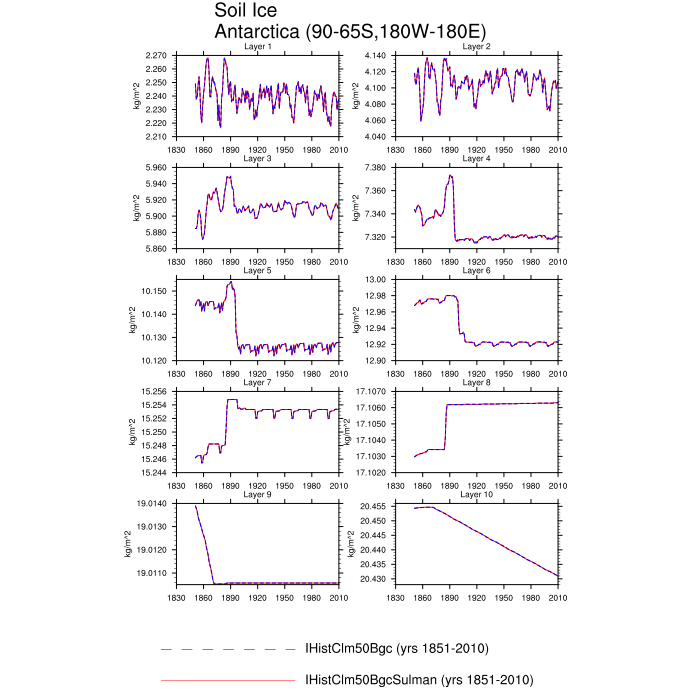 Soil Ice
Antarctica (90-65S,180W-180E)
Layer 1
Layer 2
2.270
2.260
2.250
2.240
2.230
2.220
2.210
kg/m^2
1830 1860 1890 1920 1950 1980 2010
4.140
4.120
4.100
4.080
4.060
4.040
kg/m^2
1830 1860 1890 1920 1950 1980 2010
Layer 3
Layer 4
5.960
5.940
5.920
5.900
5.880
5.860
kg/m^2
1830 1860 1890 1920 1950 1980 2010
7.380
7.360
7.340
7.320
kg/m^2
1830 1860 1890 1920 1950 1980 2010
Layer 5
Layer 6
10.150
10.140
10.130
10.120
kg/m^2
1830 1860 1890 1920 1950 1980 2010
13.00
12.98
12.96
12.94
12.92
12.90
kg/m^2
1830 1860 1890 1920 1950 1980 2010
Layer 7
Layer 8
15.256
15.254
15.252
15.250
15.248
15.246
15.244
kg/m^2
1830 1860 1890 1920 1950 1980 2010
17.1070
17.1060
17.1050
17.1040
17.1030
17.1020
kg/m^2
1830 1860 1890 1920 1950 1980 2010
Layer 9
Layer 10
19.0140
19.0130
19.0120
19.0110
kg/m^2
1830 1860 1890 1920 1950 1980 2010
20.455
20.450
20.445
20.440
20.435
20.430
kg/m^2
1830 1860 1890 1920 1950 1980 2010
IHistClm50Bgc (yrs 1851-2010)
IHistClm50BgcSulman (yrs 1851-2010)